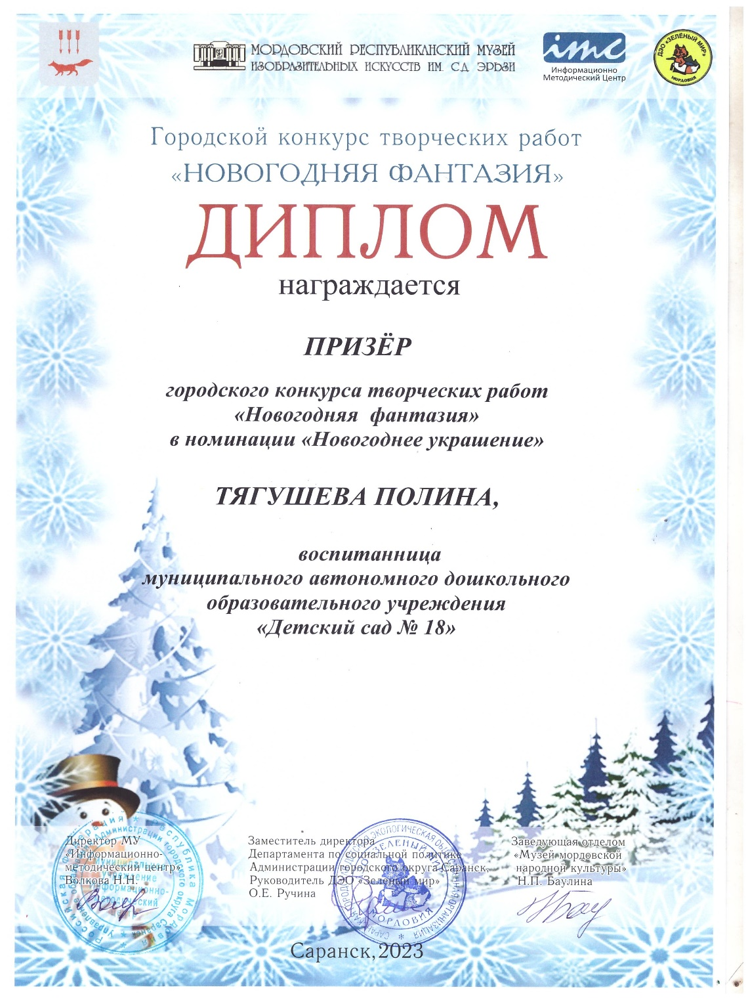 МОРДОВСКИЙ РЕСПУБЛИКАНСКИЙ МУЗЕЙ
ИЗОБРАЗИТЕЛЬНЫХ ИСКУССТВ ИМ. С.Д. ЭРЬЗИ
imc
Информационно
Методический Центр
ДЭО «ЗЕЛЁНЫЙ МИР»
МОРДОВИЯ
Городской конкурс творческих работ
«НОВОГОДНЯЯ ФАНТАЗИЯ»
ДИПЛОМ
награждается
ПРИЗЁР
городского конкурса творческих работ
«Новогодняя фантазия»
в номинации «Новогоднее украшение»
ТЯГУШЕВА ПОЛИНА,
воспитанница
муниципального автономного дошкольного
образовательного учреждения
«Детский сад № 18»
Директор МУ
«Информационно-
методический центр»
Волкова Н.Н.
Заместитель директора
Департамента по социальной политике
Администрации городского округа Саранск,
Руководитель ДЭО «Зеленый мир»
О.Е. Ручина
Заведующая отделом
«Музей мордовской
народной культуры»
Н.П. Баулина
Саранск,2023